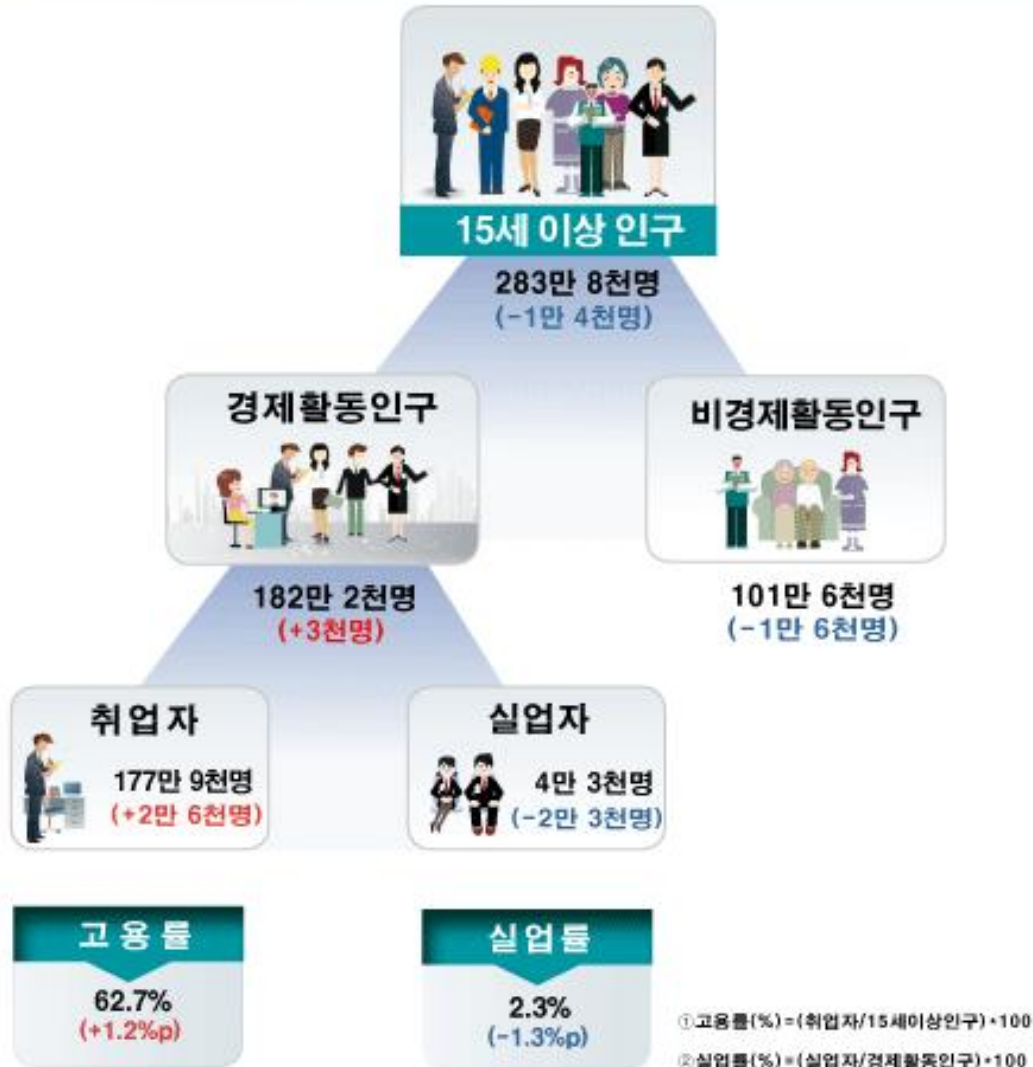 15세 이상 인구
283만 8천명
(-1만 4천명)
경제활동인구
182만 2천명
(+3천명)
비경제활동인구
101만 6천명
(-1만 6천명)
취업자
177만 9천명
(+2만 6천명)
실업자
4만 3천명
(-2만 3천명)
고용률
62.7%
(+1.2%p)
실업률
2.3%
(-1.3%p)
①고용률(%)=(취업자/15세이상인구)*100
②실업률(%)=(실업자/경제활동인구)*100